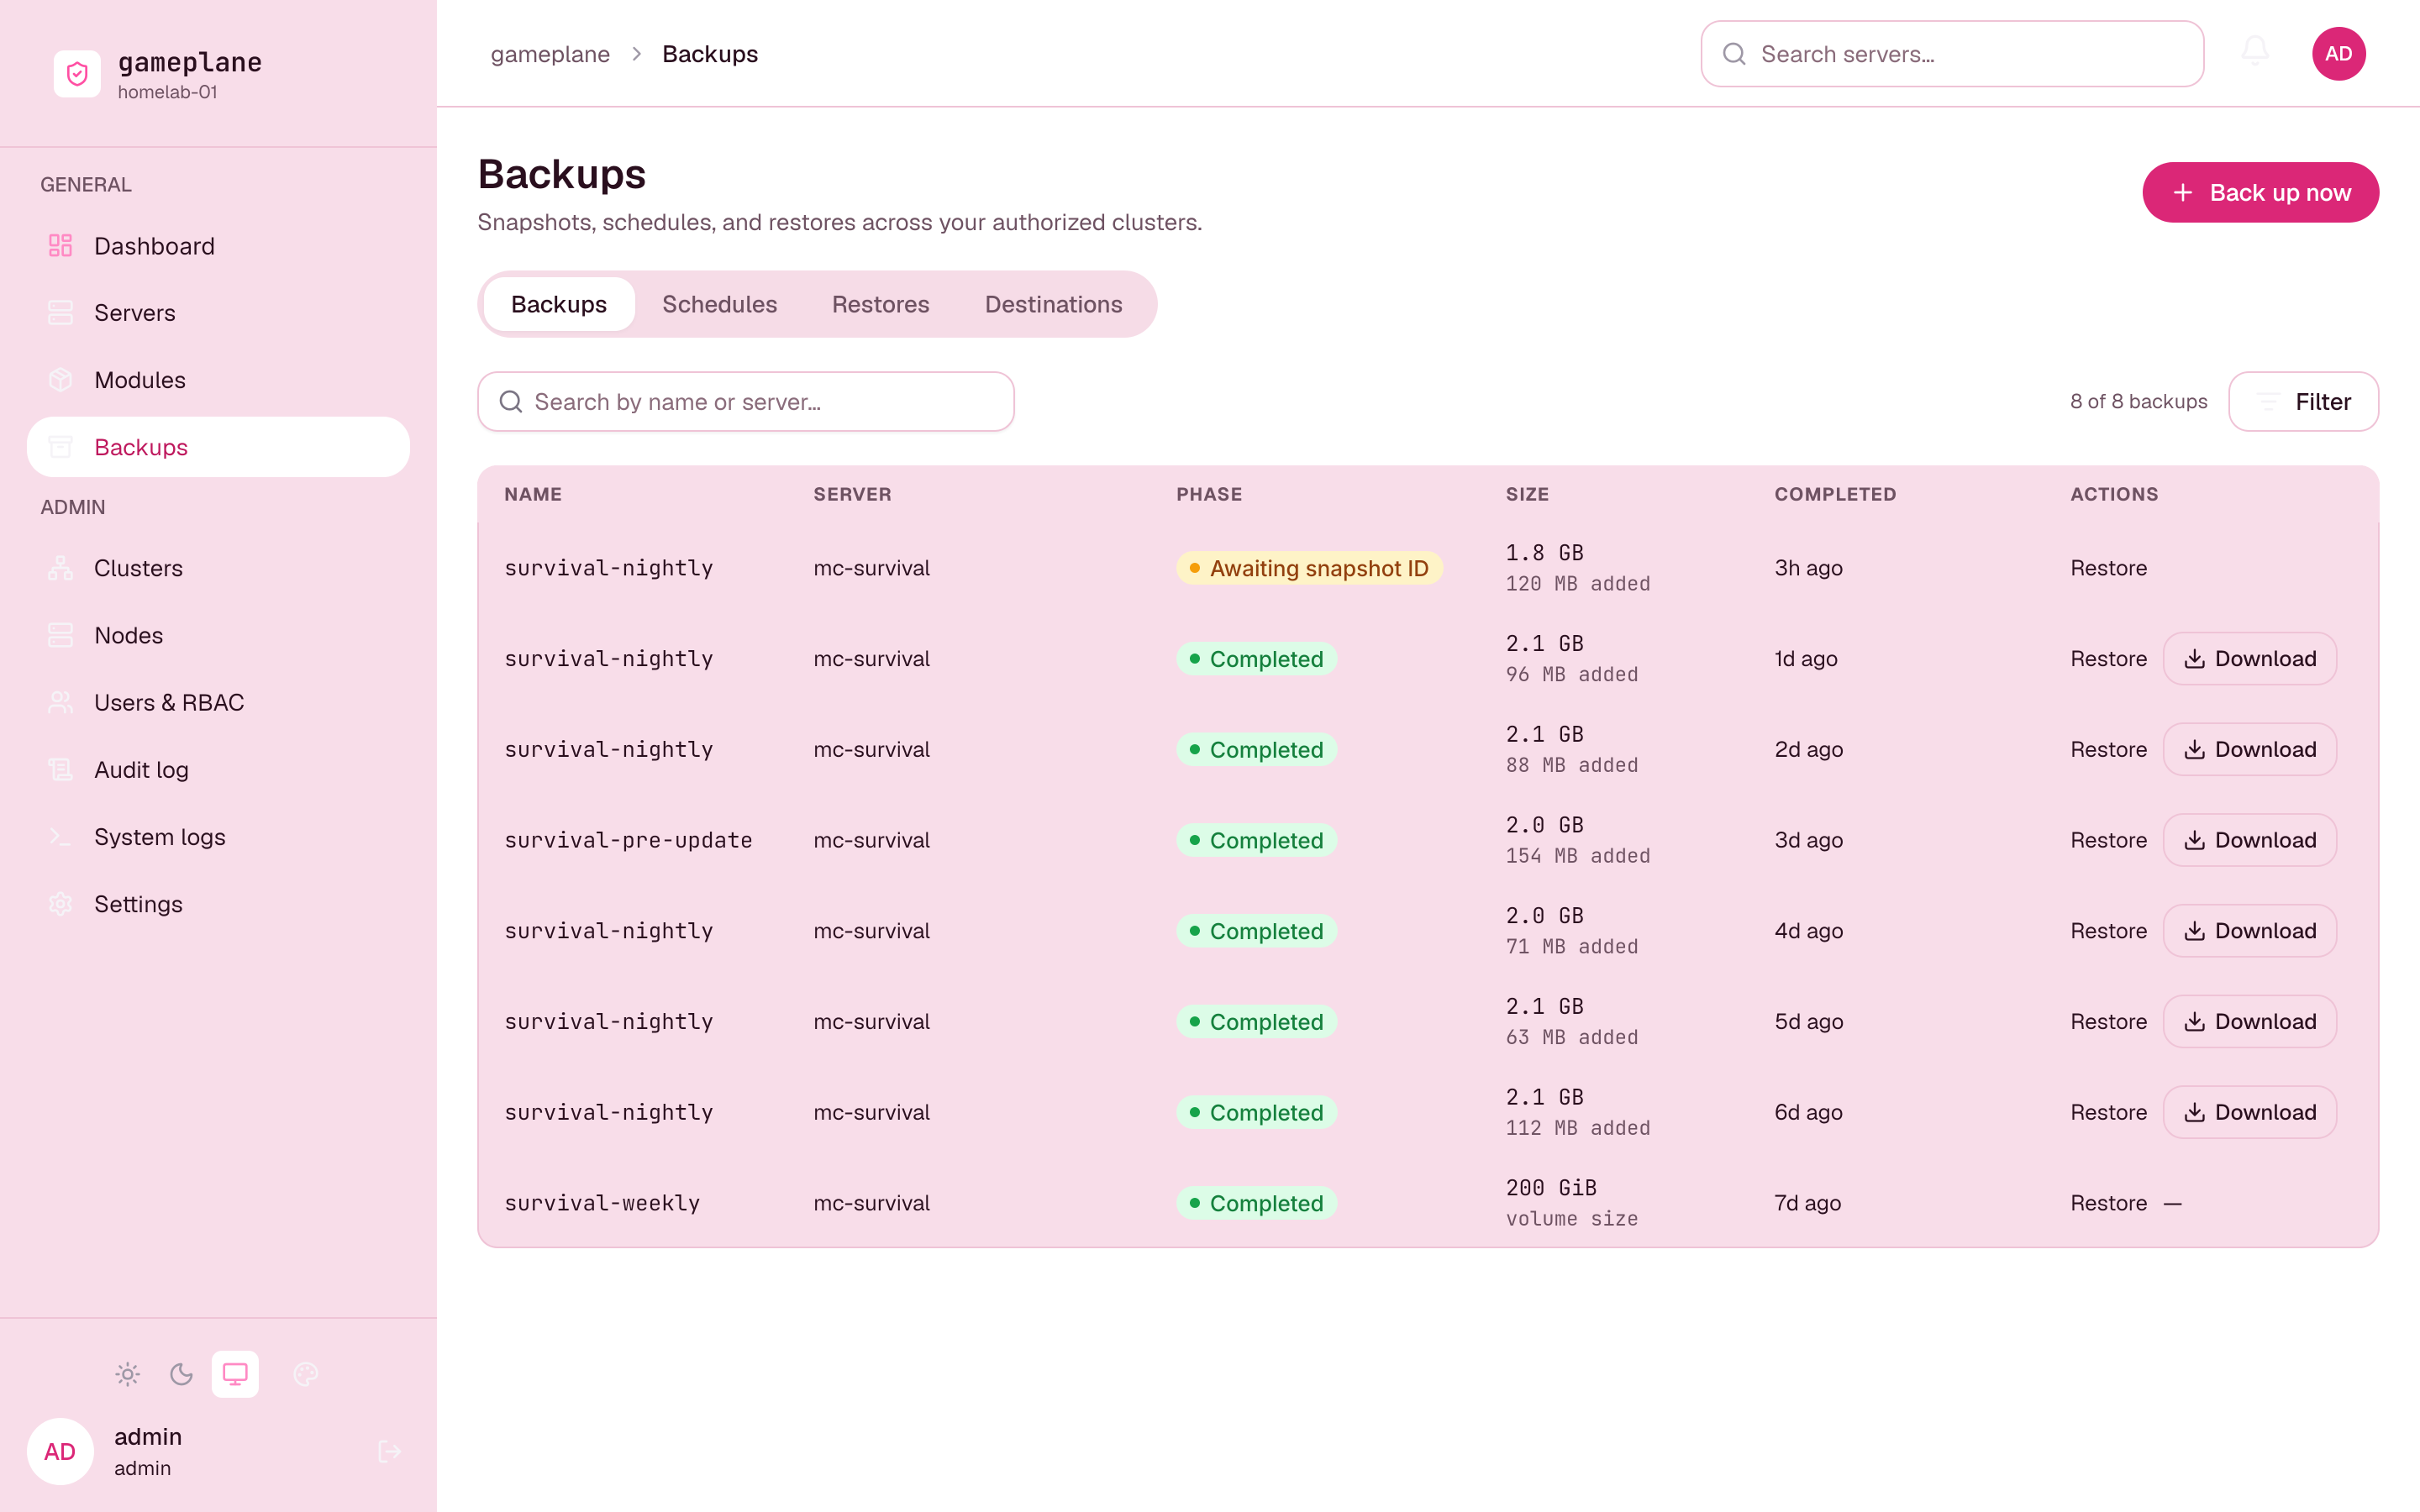 gameplane
homelab-01
GENERAL
Dashboard
Servers
Modules
Backups
ADMIN
Clusters
Nodes
Users & RBAC
Audit log
System logs
Settings
AD
admin
admin
gameplane > Backups
Search servers...
AD
Backups
Snapshots, schedules, and restores across your authorized clusters.
Back up now
Backups Schedules Restores Destinations
Search by name or server...
8 of 8 backups
Filter
NAME SERVER PHASE SIZE COMPLETED ACTIONS
survival-nightly mc-survival Awaiting snapshot ID 1.8 GB 3h ago Restore
120 MB added
survival-nightly mc-survival Completed 2.1 GB 1d ago Restore Download
96 MB added
survival-nightly mc-survival Completed 2.1 GB 2d ago Restore Download
88 MB added
survival-pre-update mc-survival Completed 2.0 GB 3d ago Restore Download
154 MB added
survival-nightly mc-survival Completed 2.0 GB 4d ago Restore Download
71 MB added
survival-nightly mc-survival Completed 2.1 GB 5d ago Restore Download
63 MB added
survival-nightly mc-survival Completed 2.1 GB 6d ago Restore Download
112 MB added
survival-weekly mc-survival Completed 200 GiB 7d ago Restore —
volume size